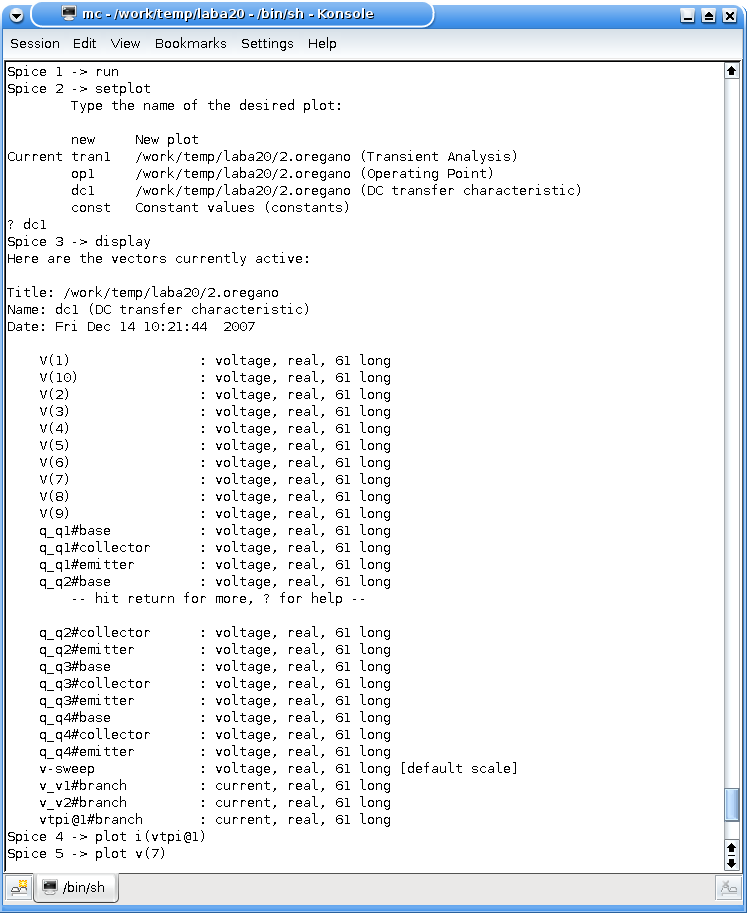 mc - /work/temp/laba20 - /bin/sh - Konsole
Session Edit View Bookmarks Settings Help
Spice 1 -> run
Spice 2 -> setplot
        Type the name of the desired plot:

        new     New plot
Current tran1   /work/temp/laba20/2.oregano (Transient Analysis)
        op1     /work/temp/laba20/2.oregano (Operating Point)
        dc1     /work/temp/laba20/2.oregano (DC transfer characteristic)
        const   Constant values (constants)
? dc1
Spice 3 -> display
Here are the vectors currently active:

Title: /work/temp/laba20/2.oregano
Name: dc1 (DC transfer characteristic)
Date: Fri Dec 14 10:21:44  2007

    V(1)                : voltage, real, 61 long
    V(10)               : voltage, real, 61 long
    V(2)                : voltage, real, 61 long
    V(3)                : voltage, real, 61 long
    V(4)                : voltage, real, 61 long
    V(5)                : voltage, real, 61 long
    V(6)                : voltage, real, 61 long
    V(7)                : voltage, real, 61 long
    V(8)                : voltage, real, 61 long
    V(9)                : voltage, real, 61 long
    q_q1#base           : voltage, real, 61 long
    q_q1#collector      : voltage, real, 61 long
    q_q1#emitter        : voltage, real, 61 long
    q_q2#base           : voltage, real, 61 long
        -- hit return for more, ? for help --

    q_q2#collector      : voltage, real, 61 long
    q_q2#emitter        : voltage, real, 61 long
    q_q3#base           : voltage, real, 61 long
    q_q3#collector      : voltage, real, 61 long
    q_q3#emitter        : voltage, real, 61 long
    q_q4#base           : voltage, real, 61 long
    q_q4#collector      : voltage, real, 61 long
    q_q4#emitter        : voltage, real, 61 long
    v-sweep             : voltage, real, 61 long [default scale]
    v_v1#branch         : current, real, 61 long
    v_v2#branch         : current, real, 61 long
    vtpi@1#branch       : current, real, 61 long
Spice 4 -> plot i(vtpi@1)
Spice 5 -> plot v(7)
/bin/sh